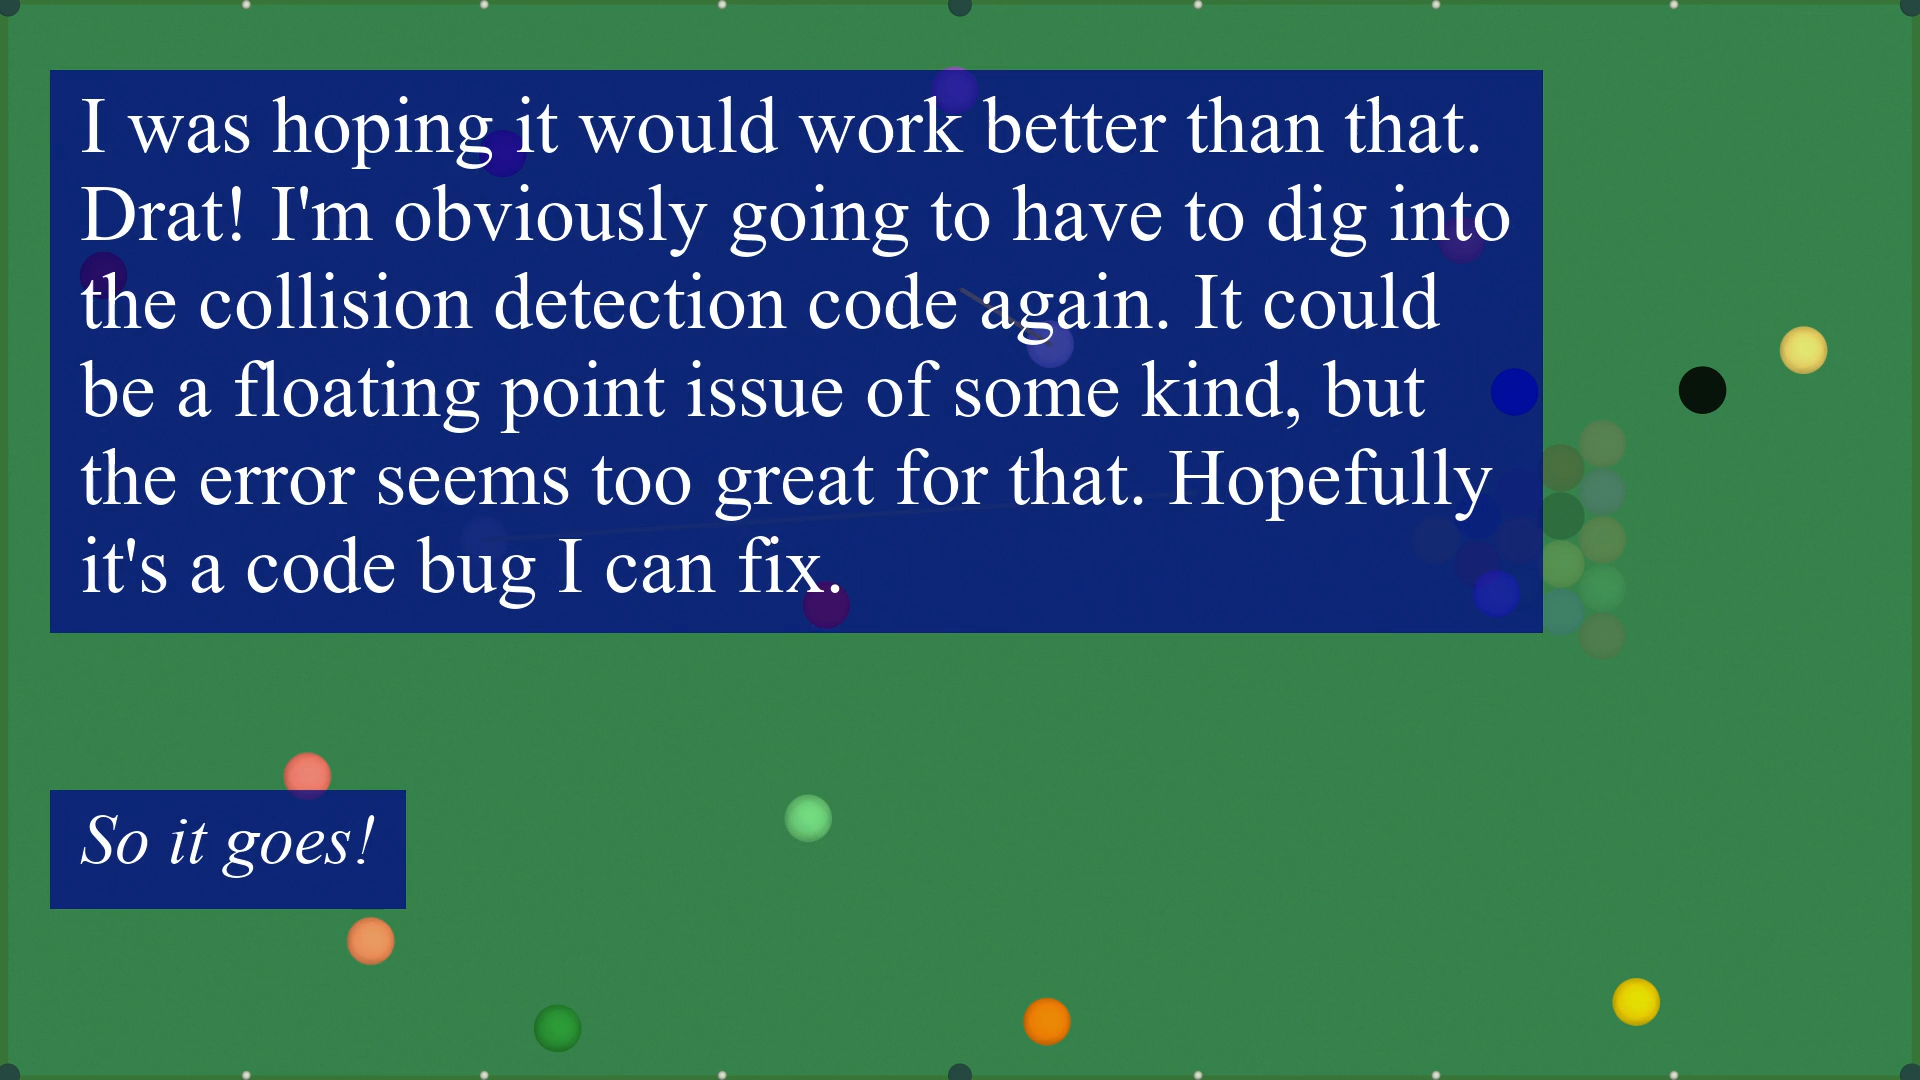 I was hoping it would work better than that.
Drat! I'm obviously going to have to dig into
the collision detection code again. It could
be a floating point issue of some kind, but
the error seems too great for that. Hopefully
it's a code bug I can fix.
So it goes!